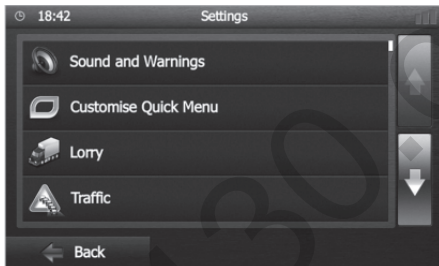 18:42 Settings
Sound and Warnings
Customise Quick Menu
Lorry
Traffic
Back